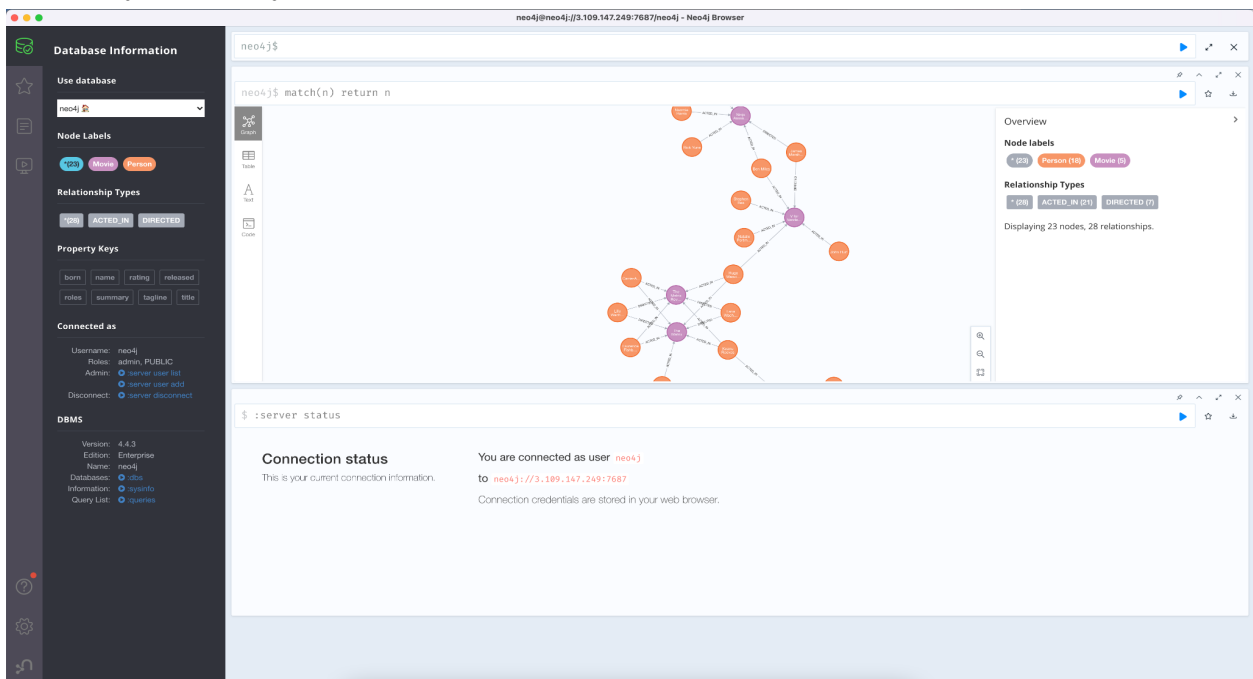 neo4j@neo4j://3.109.147.249:7687/neo4j - Neo4j Browser
Database Information
Use database
neo4j
Node Labels
*(23) Movie Person
Relationship Types
*(28) ACTED_IN DIRECTED
Property Keys
born name rating released
roles summary tagline title
Connected as
Username: neo4j
Roles: admin, PUBLIC
Admin: :server user list
:server user add
Disconnect: :server disconnect
DBMS
Version: 4.4.3
Edition: Enterprise
Name: neo4j
Databases: :dbs
Information: :sysinfo
Query List: :queries
neo4j$
neo4j$ match(n) return n
Graph
Table
A
Text
Code
Overview
Node labels
* (23) Person (18) Movie (5)
Relationship Types
* (28) ACTED_IN (21) DIRECTED (7)
Displaying 23 nodes, 28 relationships.
$ :server status
Connection status
This is your current connection information.
You are connected as user neo4j
to neo4j://3.109.147.249:7687
Connection credentials are stored in your web browser.